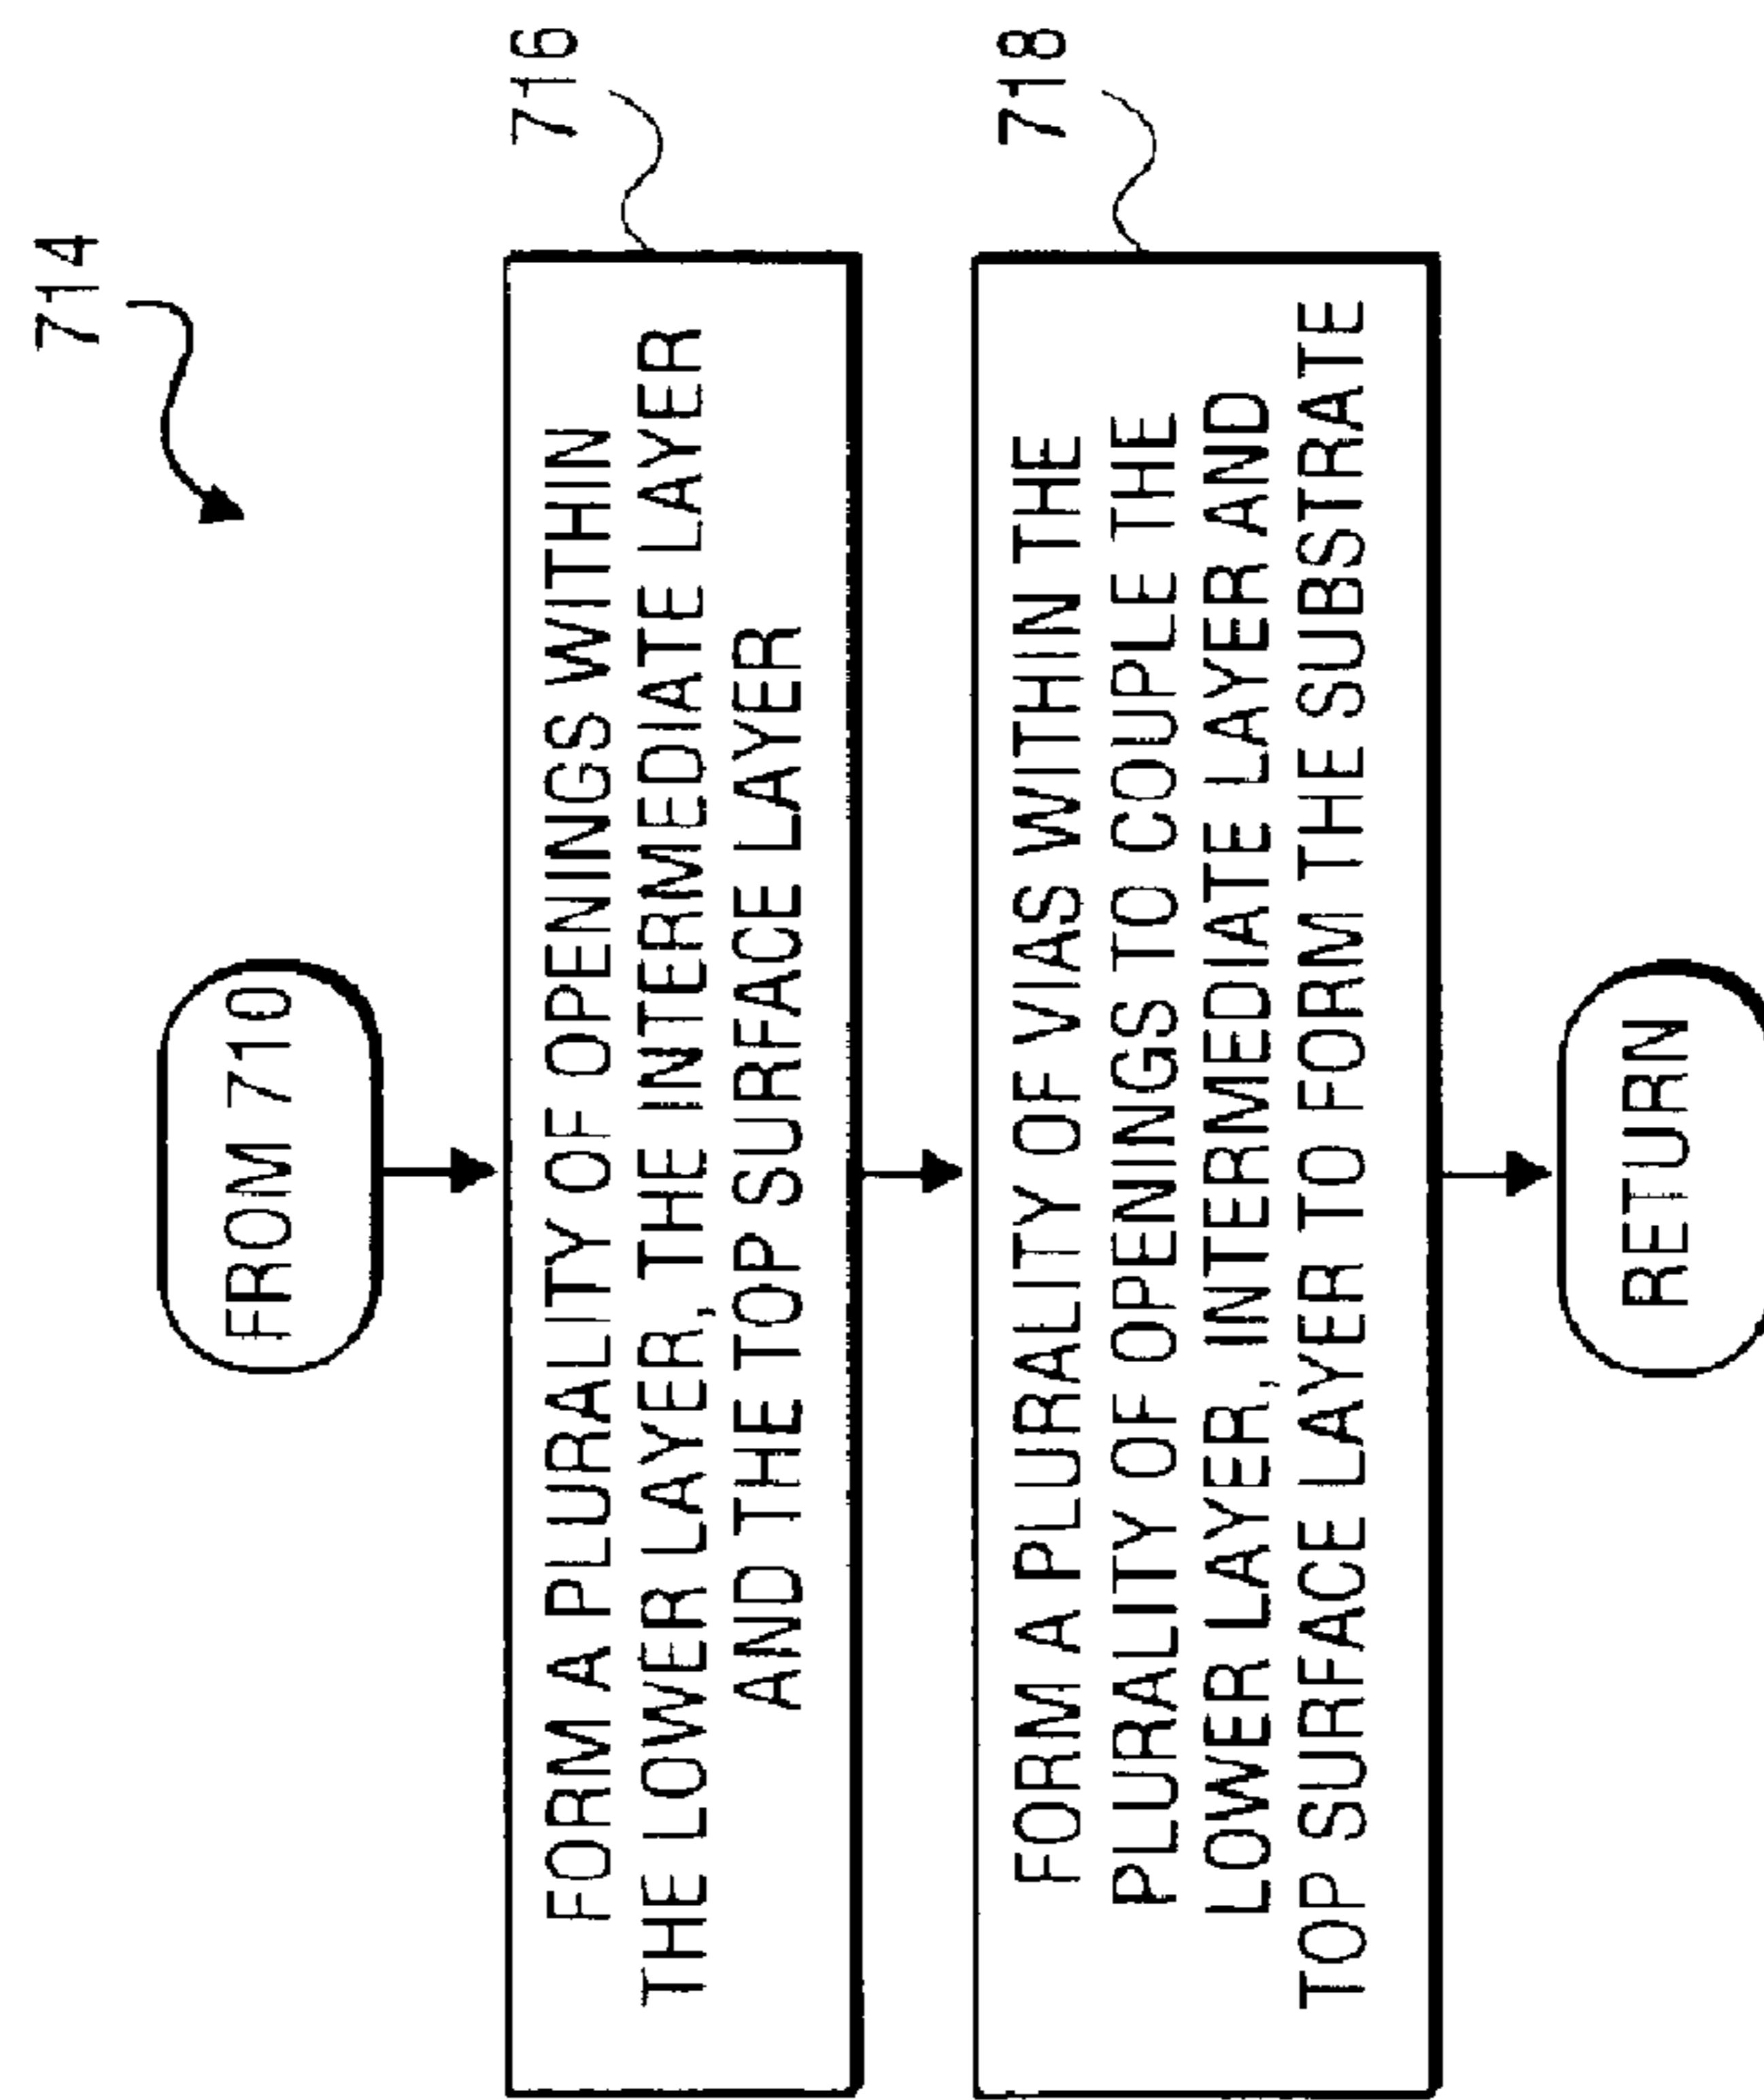 714
FROM 710
FORM A PLURALITY OF OPENINGS WITHIN
THE LOWER LAYER, THE INTERMEDIATE LAYER
AND THE TOP SURFACE LAYER
716
FORM A PLURALITY OF VIAS WITHIN THE
PLURALITY OF OPENINGS TO COUPLE THE
LOWER LAYER, INTERMEDIATE LAYER AND
TOP SURFACE LAYER TO FORM THE SUBSTRATE
718
RETURN